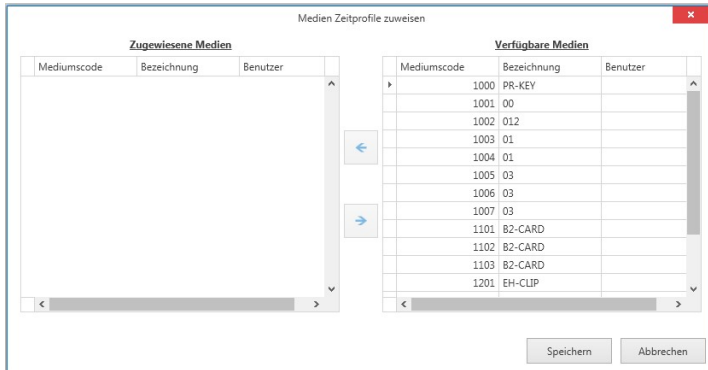 Medien Zeitprofile zuweisen
Zugewiesene Medien
Mediumscode Bezeichnung Benutzer
Verfügbare Medien
Mediumscode Bezeichnung Benutzer
1000 PR-KEY
1001 00
1002 012
1003 01
1004 01
1005 03
1006 03
1007 03
1101 B2-CARD
1102 B2-CARD
1103 B2-CARD
1201 EH-CLIP
Speichern Abbrechen